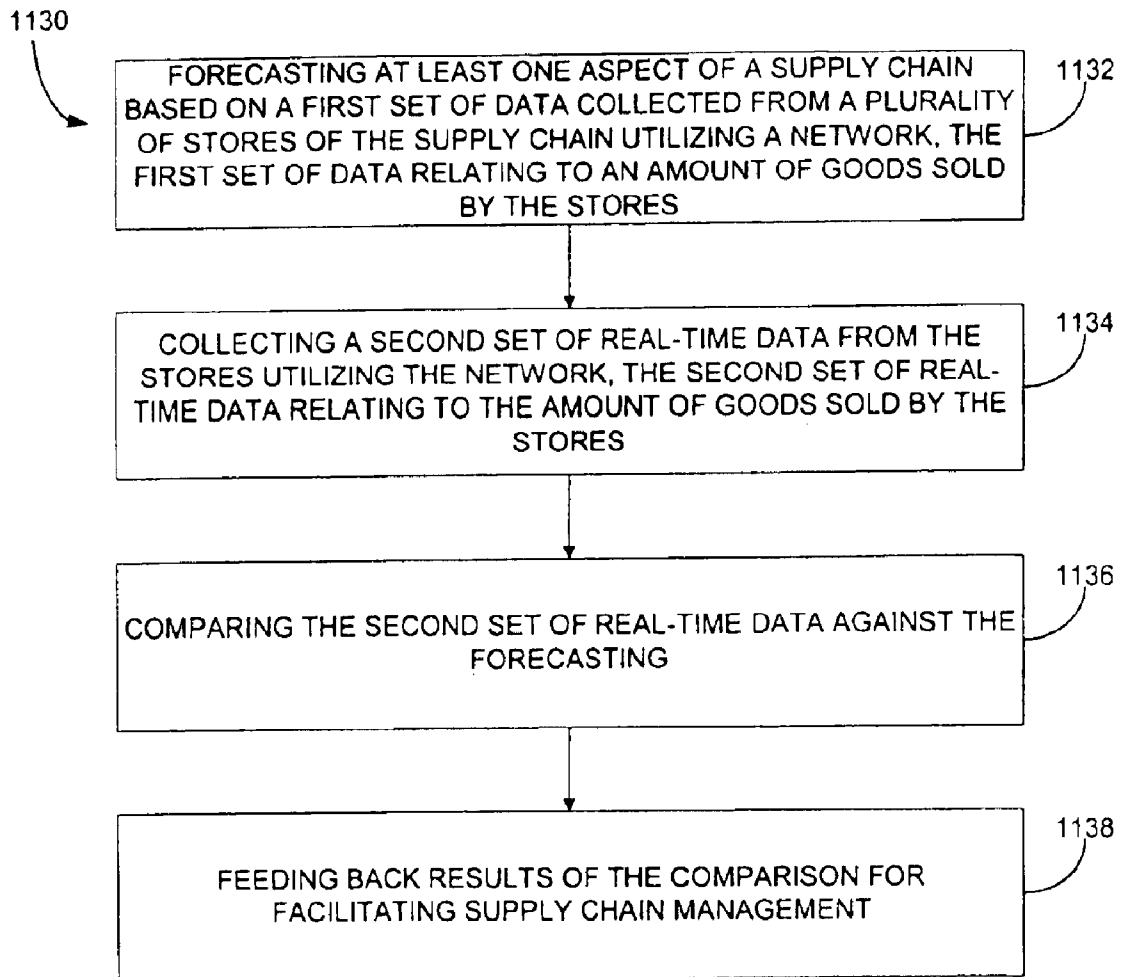 1130
FORECASTING AT LEAST ONE ASPECT OF A SUPPLY CHAIN
BASED ON A FIRST SET OF DATA COLLECTED FROM A PLURALITY
OF STORES OF THE SUPPLY CHAIN UTILIZING A NETWORK, THE
FIRST SET OF DATA RELATING TO AN AMOUNT OF GOODS SOLD
BY THE STORES
1132
COLLECTING A SECOND SET OF REAL-TIME DATA FROM THE
STORES UTILIZING THE NETWORK, THE SECOND SET OF REAL-
TIME DATA RELATING TO THE AMOUNT OF GOODS SOLD BY THE
STORES
1134
COMPARING THE SECOND SET OF REAL-TIME DATA AGAINST THE
FORECASTING
1136
FEEDING BACK RESULTS OF THE COMPARISON FOR
FACILITATING SUPPLY CHAIN MANAGEMENT
1138